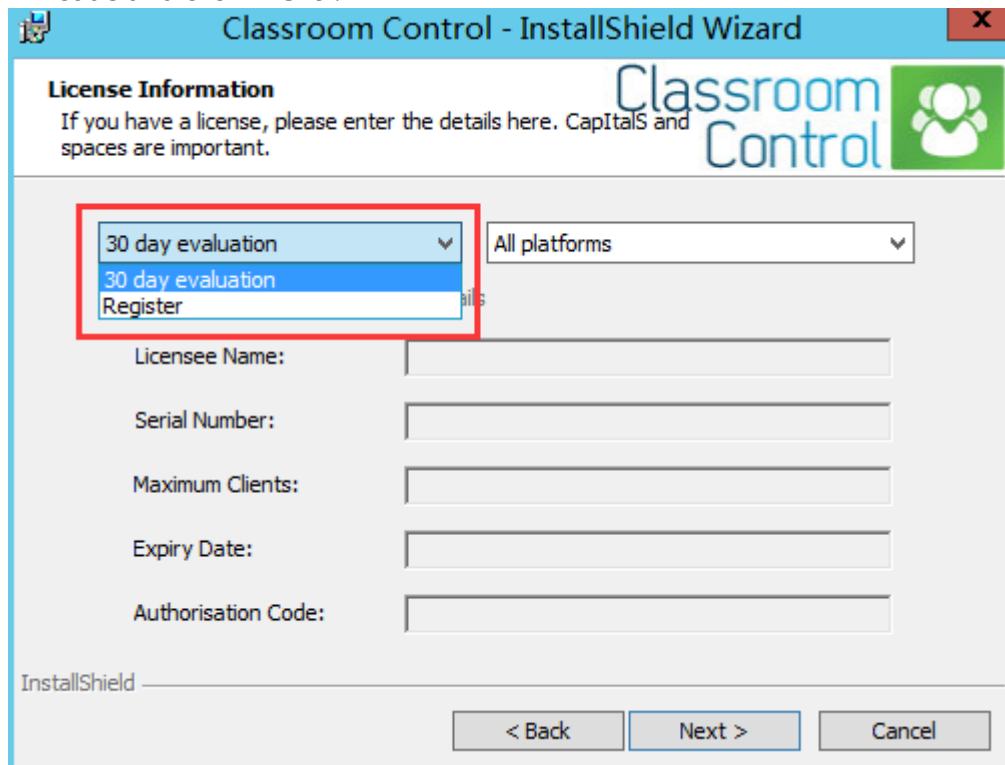 Classroom Control - InstallShield Wizard
x
License Information
If you have a license, please enter the details here. CapItalS and
spaces are important.
Classroom
Control
30 day evaluation
All platforms
30 day evaluation
Register
Licensee Name:
Serial Number:
Maximum Clients:
Expiry Date:
Authorisation Code:
InstallShield
< Back
Next >
Cancel